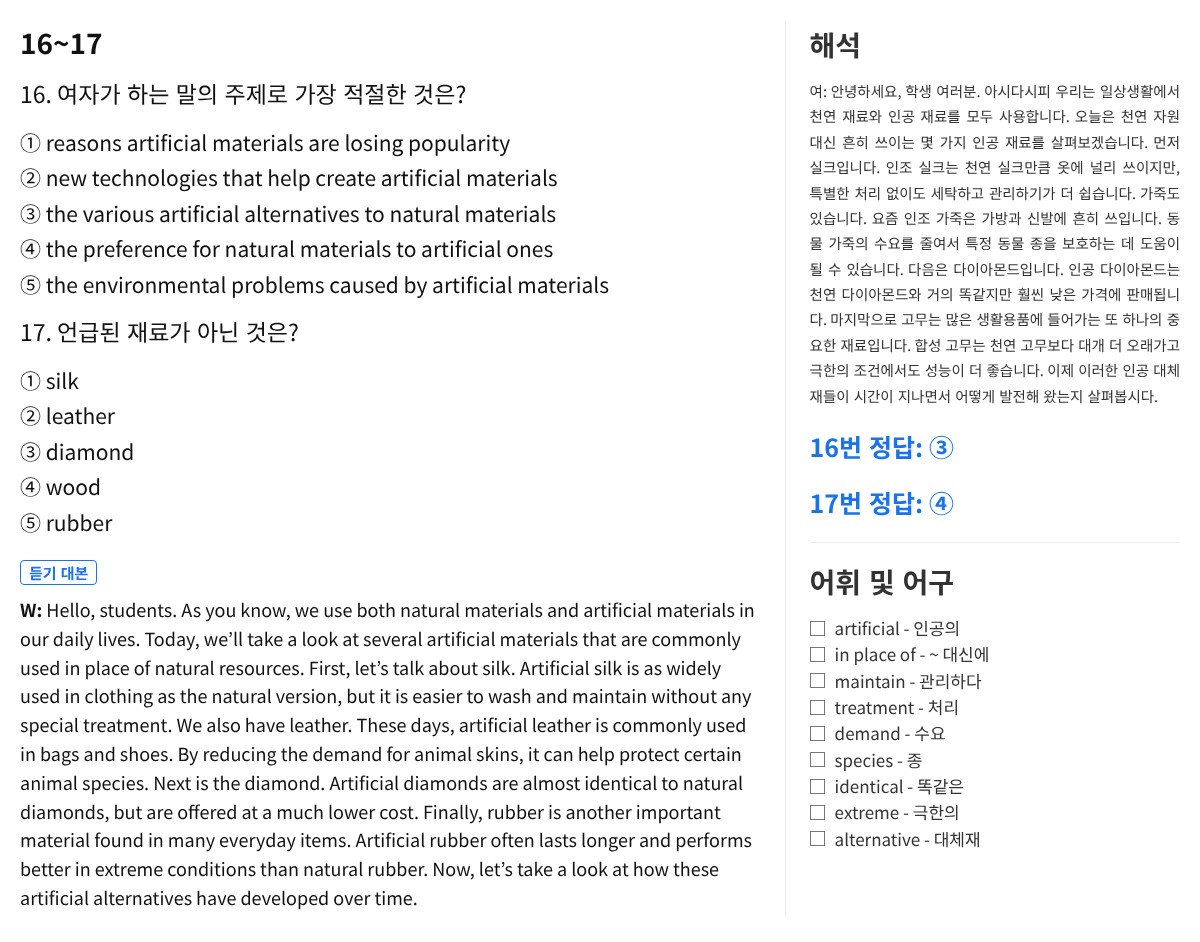 16~17
16. 여자가 하는 말의 주제로 가장 적절한 것은?
① reasons artificial materials are losing popularity
② new technologies that help create artificial materials
③ the various artificial alternatives to natural materials
④ the preference for natural materials to artificial ones
⑤ the environmental problems caused by artificial materials
17. 언급된 재료가 아닌 것은?
① silk
② leather
③ diamond
④ wood
⑤ rubber
듣기 대본
W: Hello, students. As you know, we use both natural materials and artificial materials in
our daily lives. Today, we’ll take a look at several artificial materials that are commonly
used in place of natural resources. First, let’s talk about silk. Artificial silk is as widely
used in clothing as the natural version, but it is easier to wash and maintain without any
special treatment. We also have leather. These days, artificial leather is commonly used
in bags and shoes. By reducing the demand for animal skins, it can help protect certain
animal species. Next is the diamond. Artificial diamonds are almost identical to natural
diamonds, but are offered at a much lower cost. Finally, rubber is another important
material found in many everyday items. Artificial rubber often lasts longer and performs
better in extreme conditions than natural rubber. Now, let’s take a look at how these
artificial alternatives have developed over time.
해석
여: 안녕하세요, 학생 여러분. 아시다시피 우리는 일상생활에서
천연 재료와 인공 재료를 모두 사용합니다. 오늘은 천연 자원
대신 흔히 쓰이는 몇 가지 인공 재료를 살펴보겠습니다. 먼저
실크입니다. 인조 실크는 천연 실크만큼 옷에 널리 쓰이지만,
특별한 처리 없이도 세탁하고 관리하기가 더 쉽습니다. 가죽도
있습니다. 요즘 인조 가죽은 가방과 신발에 흔히 쓰입니다. 동
물 가죽의 수요를 줄여서 특정 동물 종을 보호하는 데 도움이
될 수 있습니다. 다음은 다이아몬드입니다. 인공 다이아몬드는
천연 다이아몬드와 거의 똑같지만 훨씬 낮은 가격에 판매됩니
다. 마지막으로 고무는 많은 생활용품에 들어가는 또 하나의 중
요한 재료입니다. 합성 고무는 천연 고무보다 대개 더 오래가고
극한의 조건에서도 성능이 더 좋습니다. 이제 이러한 인공 대체
재들이 시간이 지나면서 어떻게 발전해 왔는지 살펴봅시다.
16번 정답: ③
17번 정답: ④
어휘 및 어구
☐ artificial - 인공의
☐ in place of - ~ 대신에
☐ maintain - 관리하다
☐ treatment - 처리
☐ demand - 수요
☐ species - 종
☐ identical - 똑같은
☐ extreme - 극한의
☐ alternative - 대체재